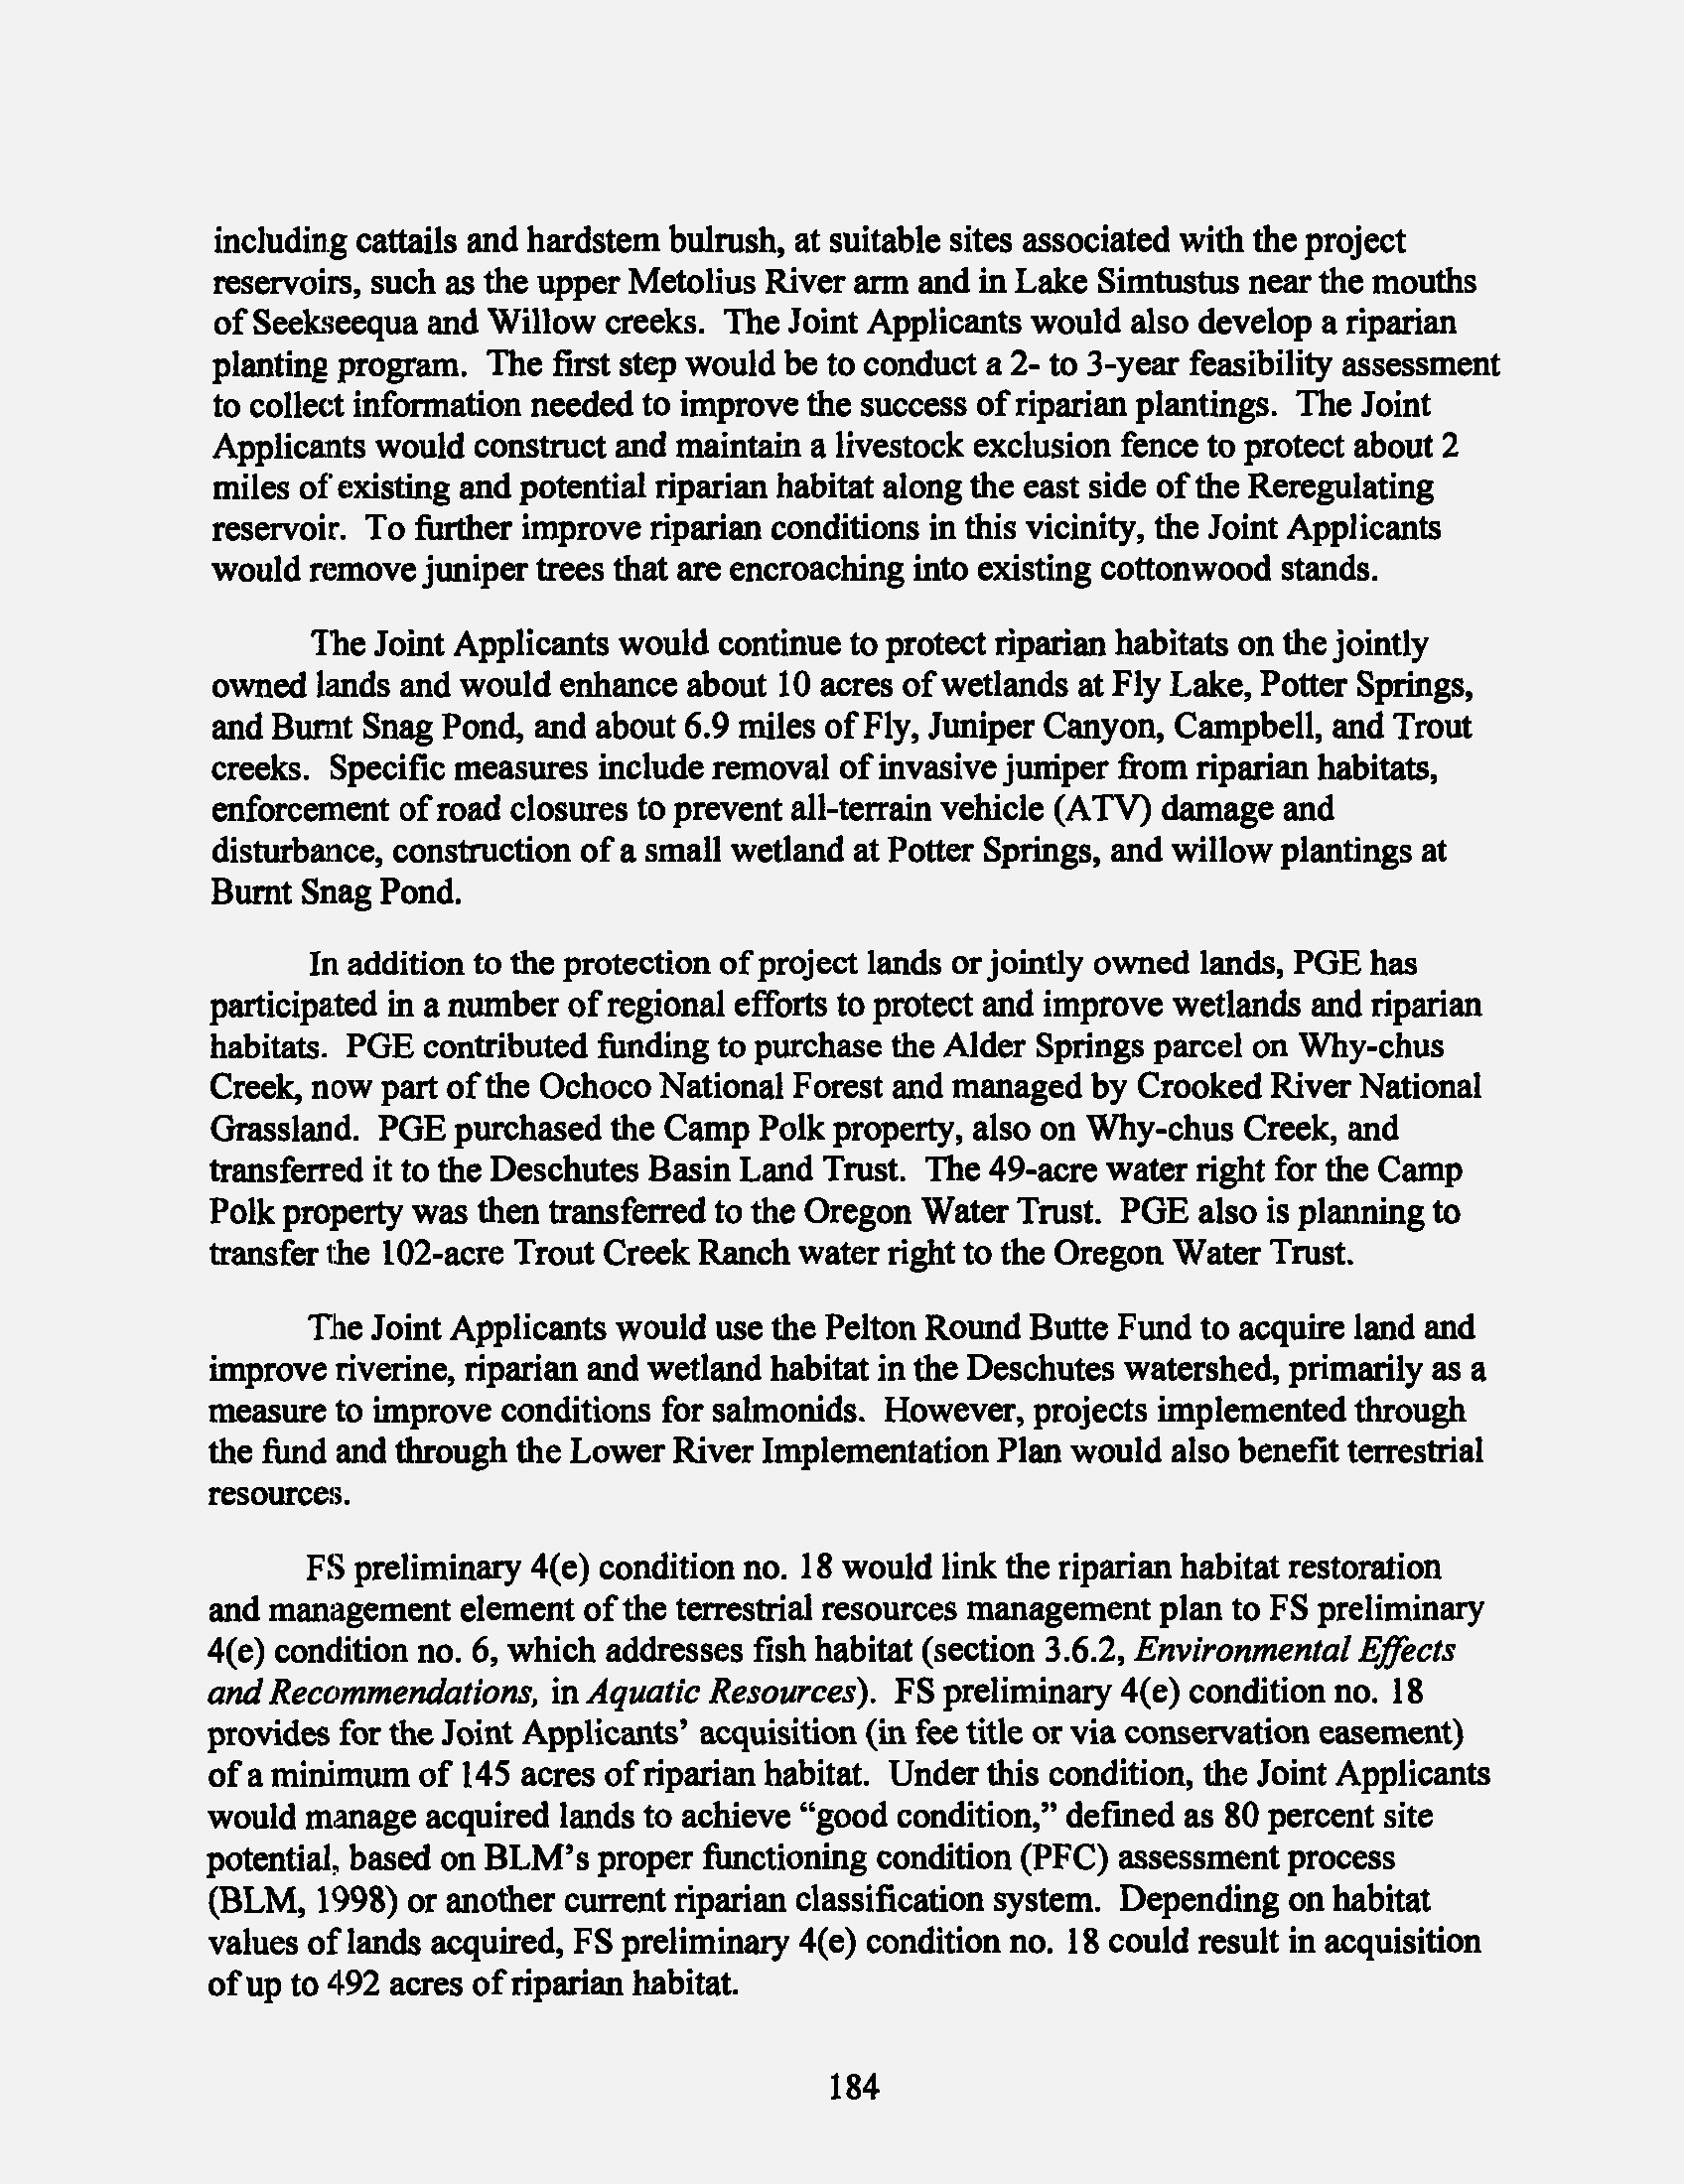 including cattails and hardstem bulrush, at suitable sites associated with the project
reservoirs, such as the upper Metolius River arm and in Lake Simtustus near the mouths
of Seekseequa and Willow creeks. The Joint Applicants would also develop a riparian
planting program. The first step would be to conduct a 2- to 3-year feasibility assessment
to collect information needed to improve the success of riparian plantings. The Joint
Applicants would construct and maintain a livestock exclusion fence to protect about 2
miles of existing and potential riparian habitat along the east side of the Reregulating
reservoir. To further improve riparian conditions in this vicinity, the Joint Applicants
would remove juniper trees that are encroaching into existing cottonwood stands.
The Joint Applicants would continue to protect riparian habitats on the jointly
owned lands and would enhance about 10 acres of wetlands at Fly Lake, Potter Springs,
and Burnt Snag Pond, and about 6.9 miles of Fly, Juniper Canyon, Campbell, and Trout
creeks. Specific measures include removal of invasive juniper from riparian habitats,
enforcement of road closures to prevent all-terrain vehicle (ATV) damage and
disturbance, construction of a small wetland at Potter Springs, and willow plantings at
Burnt Snag Pond.
In addition to the protection of project lands or jointly owned lands, PGE has
participated in a number of regional efforts to protect and improve wetlands and riparian
habitats. PGE contributed funding to purchase the Alder Springs parcel on Why-chus
Creek, now part of the Ochoco National Forest and managed by Crooked River National
Grassland. PGE purchased the Camp Polk property, also on Why-chus Creek, and
transferred it to the Deschutes Basin Land Trust. The 49-acre water right for the Camp
Polk property was then transferred to the Oregon Water Trust. PGE also is planning to
transfer the 102-acre Trout Creek Ranch water right to the Oregon Water Trust.
The Joint Applicants would use the Pelton Round Butte Fund to acquire land and
improve riverine, riparian and wetland habitat in the Deschutes watershed, primarily as a
measure to improve conditions for salmonids. However, projects implemented through
the fund and through the Lower River Implementation Plan would also benefit terrestrial
resources.
FS preliminary 4(e) condition no. 18 would link the riparian habitat restoration
and management element of the terrestrial resources management plan to FS preliminary
4(e) condition no. 6, which addresses fish habitat (section 3.6.2, Environmental Effects
and Recommendations, in Aquatic Resources). FS preliminary 4(e) condition no. 18
provides for the Joint Applicants’ acquisition (in fee title or via conservation easement)
of a minimum of 145 acres of riparian habitat. Under this condition, the Joint Applicants
would manage acquired lands to achieve “good condition,” defined as 80 percent site
potential, based on BLM’s proper functioning condition (PFC) assessment process
(BLM, 1998) or another current riparian classification system. Depending on habitat
values of lands acquired, FS preliminary 4(e) condition no. 18 could result in acquisition
of up to 492 acres of riparian habitat.
184